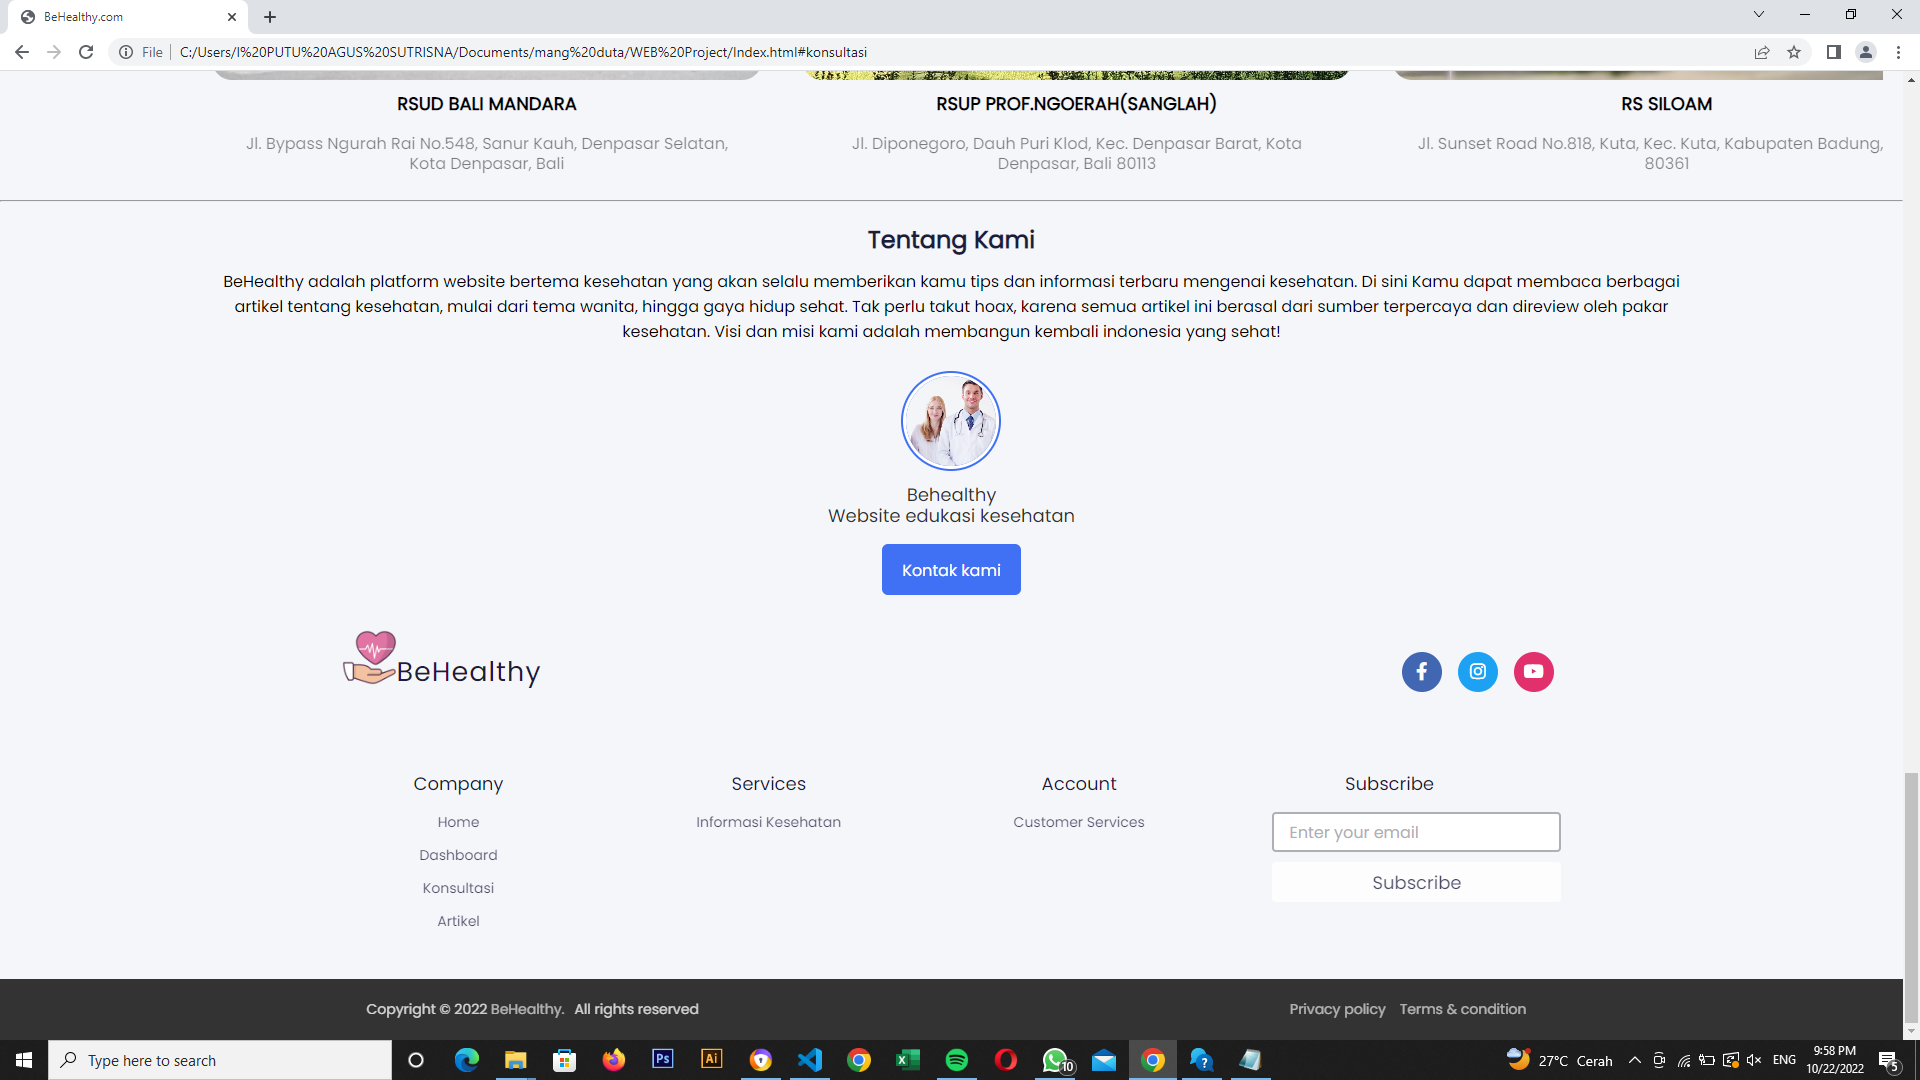 BeHealthy.com
File
C:/Users/I%20PUTU%20AGUS%20SUTRISNA/Documents/mang%20duta/WEB%20Project/Index.html#konsultasi
RSUD BALI MANDARA
Jl. Bypass Ngurah Rai No.548, Sanur Kauh, Denpasar Selatan,
Kota Denpasar, Bali
RSUP PROF.NGOERAH(SANGLAH)
Jl. Diponegoro, Dauh Puri Klod, Kec. Denpasar Barat, Kota
Denpasar, Bali 80113
RS SILOAM
Jl. Sunset Road No.818, Kuta, Kec. Kuta, Kabupaten Badung,
80361
Tentang Kami
BeHealthy adalah platform website bertema kesehatan yang akan selalu memberikan kamu tips dan informasi terbaru mengenai kesehatan. Di sini Kamu dapat membaca berbagai
artikel tentang kesehatan, mulai dari tema wanita, hingga gaya hidup sehat. Tak perlu takut hoax, karena semua artikel ini berasal dari sumber terpercaya dan direview oleh pakar
kesehatan. Visi dan misi kami adalah membangun kembali indonesia yang sehat!
Behealthy
Website edukasi kesehatan
Kontak kami
BeHealthy
Company
Home
Dashboard
Konsultasi
Artikel
Services
Informasi Kesehatan
Account
Customer Services
Subscribe
Enter your email
Subscribe
Copyright © 2022 BeHealthy. All rights reserved
Privacy policy Terms & condition
Type here to search
Ps
Ai
10
27°C Cerah
ENG
9:58 PM
10/22/2022
5